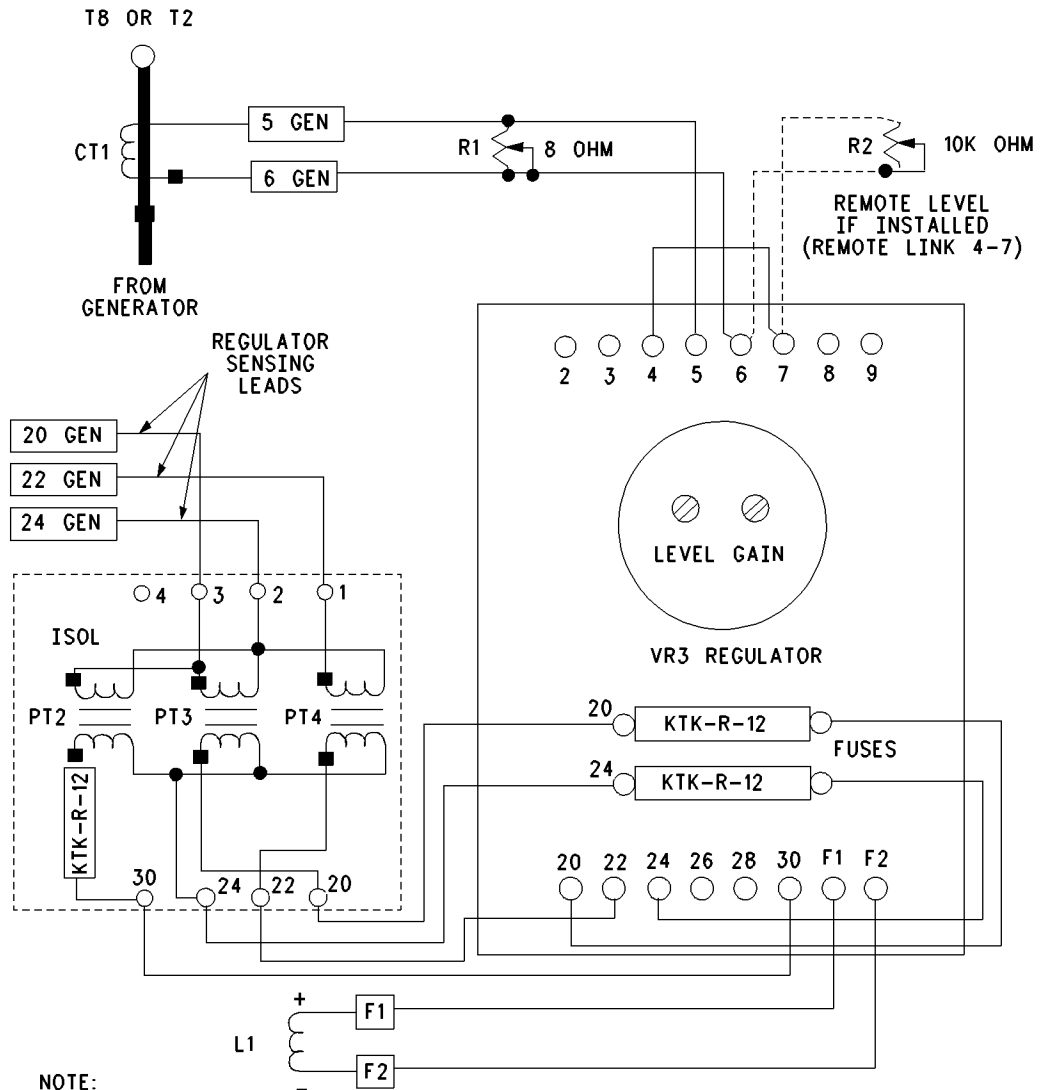 T8 OR T2
CT1
5 GEN
6 GEN
R1
8 OHM
R2
10K OHM
REMOTE LEVEL
IF INSTALLED
(REMOTE LINK 4-7)
FROM
GENERATOR
REGULATOR
SENSING
LEADS
2 3 4 5 6 7 8 9
20 GEN
22 GEN
24 GEN
LEVEL GAIN
VR3 REGULATOR
4 3 2 1
ISOL
PT2 PT3 PT4
KTK-R-12
30 24 22 20
20 KTK-R-12
FUSES
24 KTK-R-12
20 22 24 26 28 30 F1 F2
+
L1
F1
F2
-
NOTE: